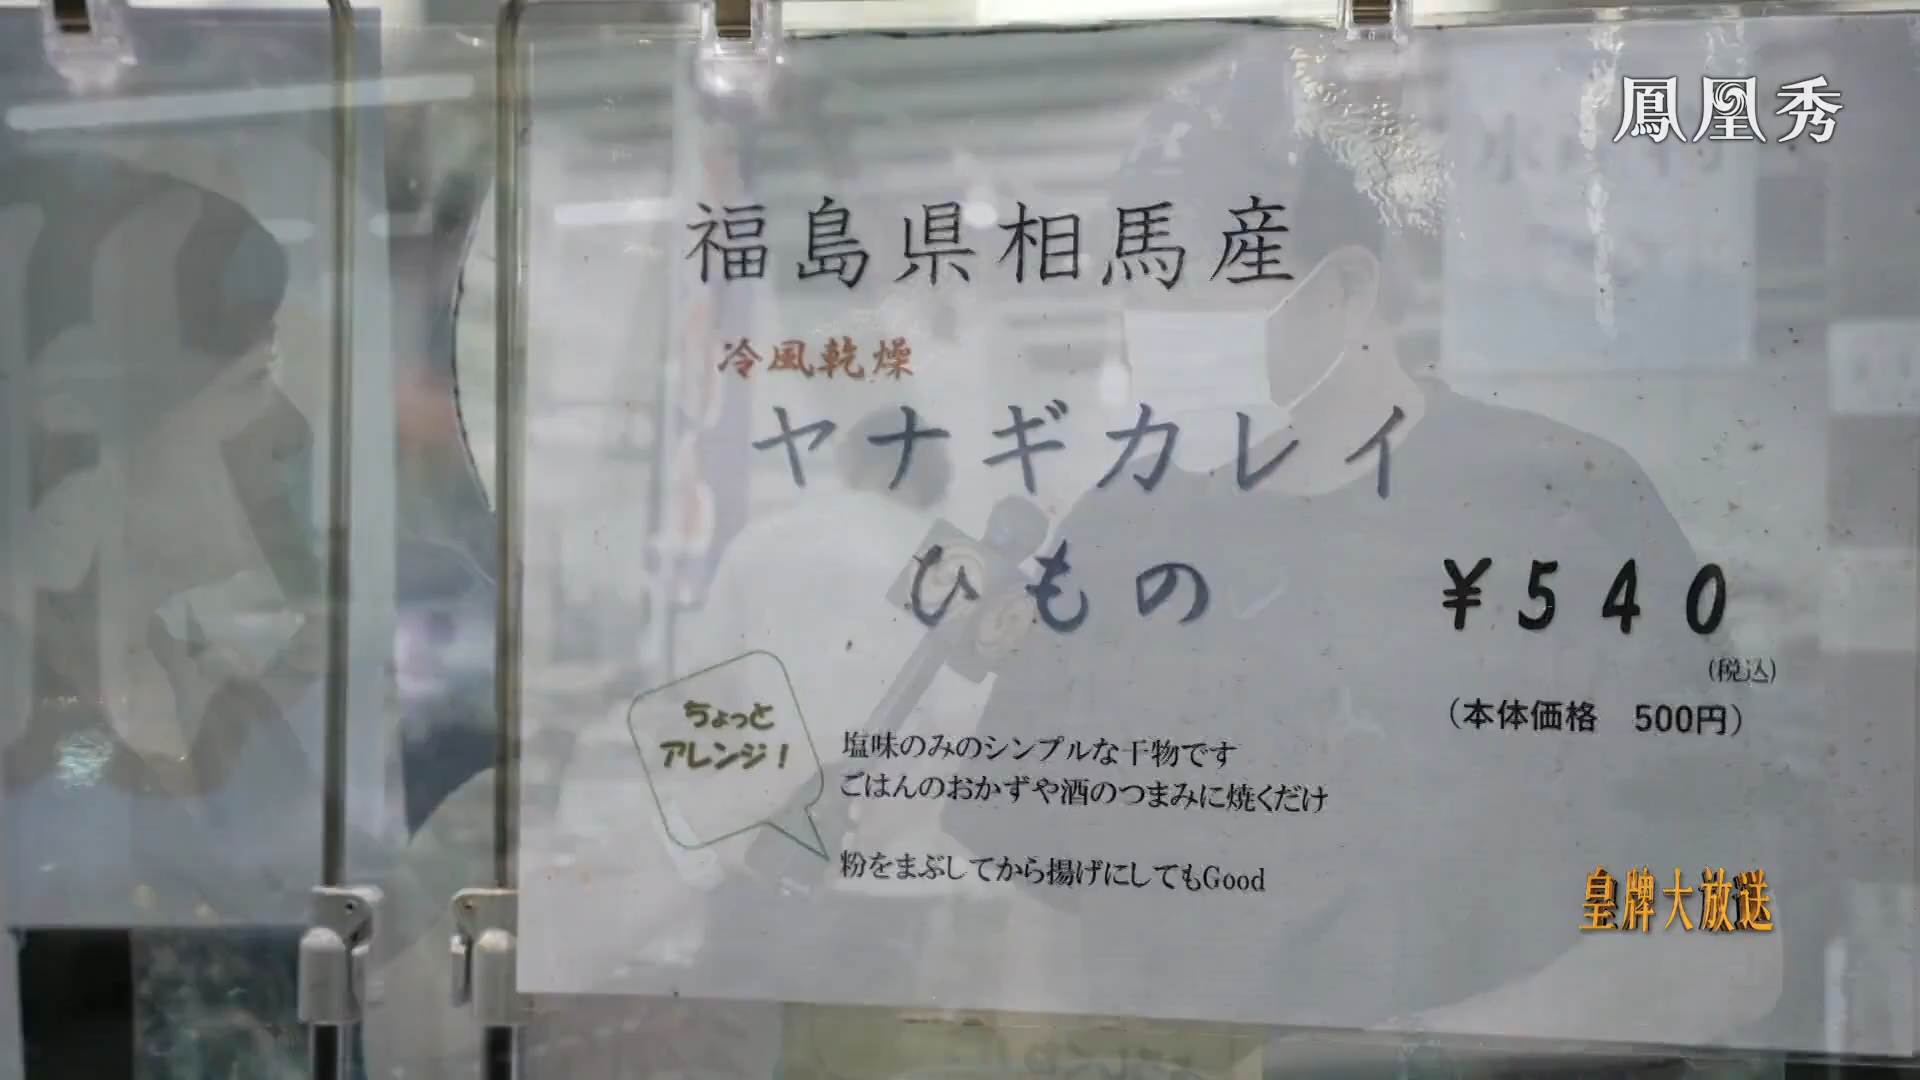 鳳凰秀
福島県相馬産
冷風乾燥
ヤナギカレイ
ひもの
¥540
(税込)
(本体価格 500円)
ちょっと
アレンジ!
塩味のみのシンプルな干物です
ごはんのおかずや酒のつまみに焼くだけ
粉をまぶしてから揚げにしてもGood
皇牌大放送